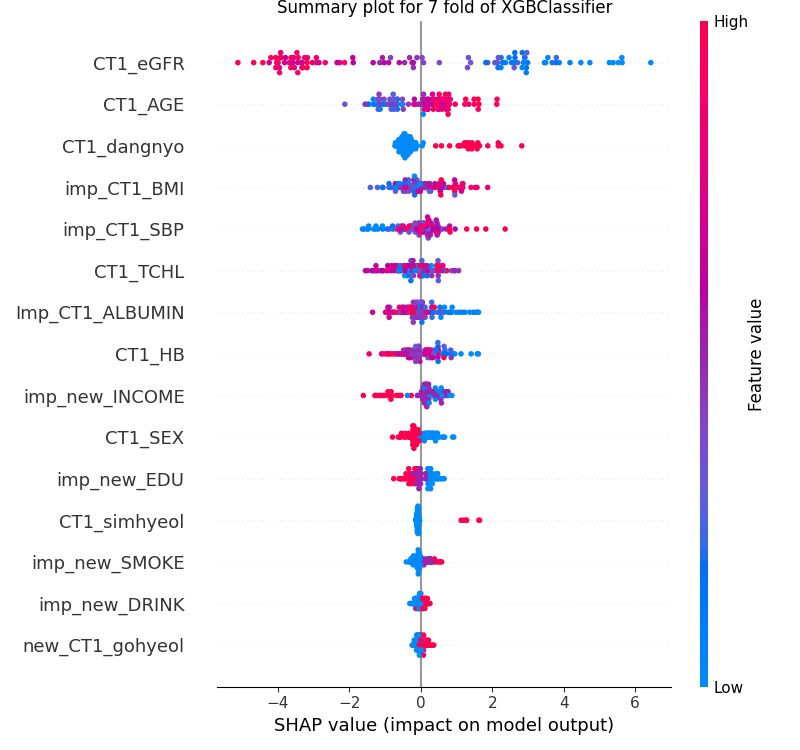 Summary plot for 7 fold of XGBClassifier
High
CT1_eGFR
CT1_AGE
CT1_dangnyo
imp_CT1_BMI
imp_CT1_SBP
CT1_TCHL
Imp_CT1_ALBUMIN
CT1_HB
imp_new_INCOME
CT1_SEX
imp_new_EDU
CT1_simhyeol
imp_new_SMOKE
imp_new_DRINK
new_CT1_gohyeol
Feature value
Low
−4 −2 0 2 4 6
SHAP value (impact on model output)